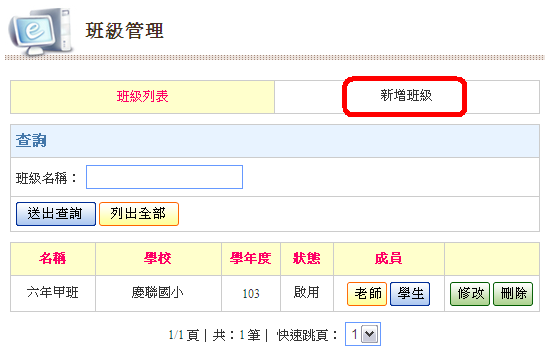 班級管理
班級列表 新增班級
查詢
班級名稱：
送出查詢 列出全部
名稱 學校 學年度 狀態 成員
六年甲班 慶聯國小 103 啟用 老師 學生 修改 刪除
1/1 頁 | 共：1 筆 | 快速跳頁： 1